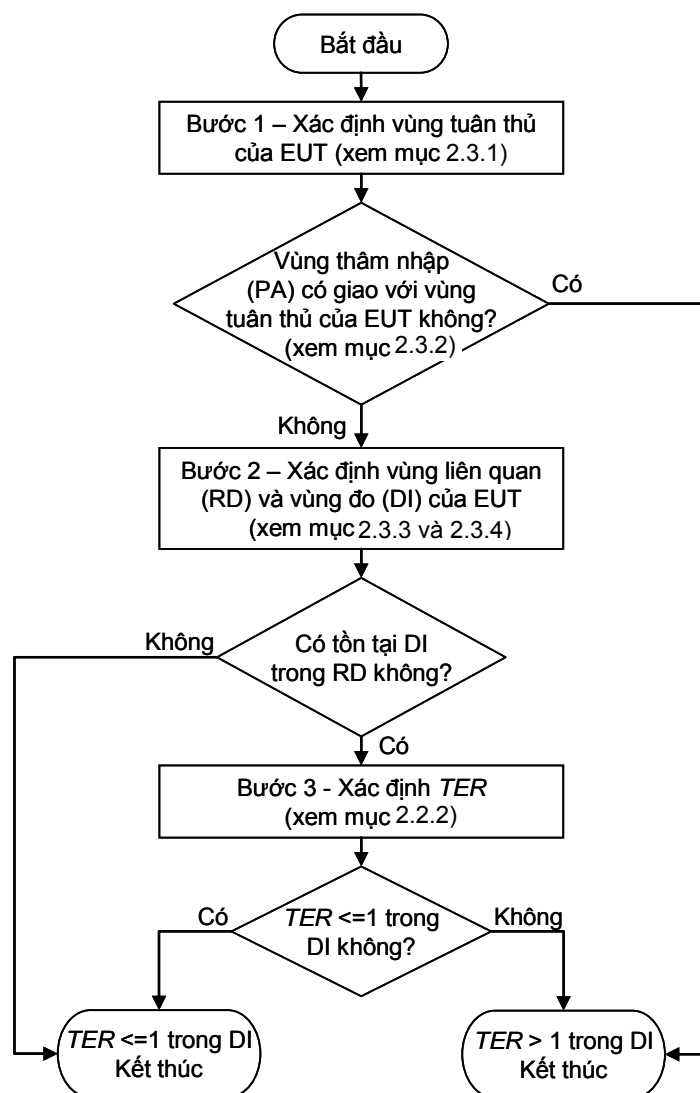 Bắt đầu
Bước 1 – Xác định vùng tuân thủ
của EUT (xem mục 2.3.1)
Vùng thâm nhập
(PA) có giao với vùng
tuân thủ của EUT không?
(xem mục 2.3.2)
Có
Không
Bước 2 – Xác định vùng liên quan
(RD) và vùng đo (DI) của EUT
(xem mục 2.3.3 và 2.3.4)
Không
Có tồn tại DI
trong RD không?
Có
Bước 3 - Xác định TER
(xem mục 2.2.2)
Có
TER <=1 trong
DI không?
Không
TER <=1 trong DI
Kết thúc
TER > 1 trong DI
Kết thúc